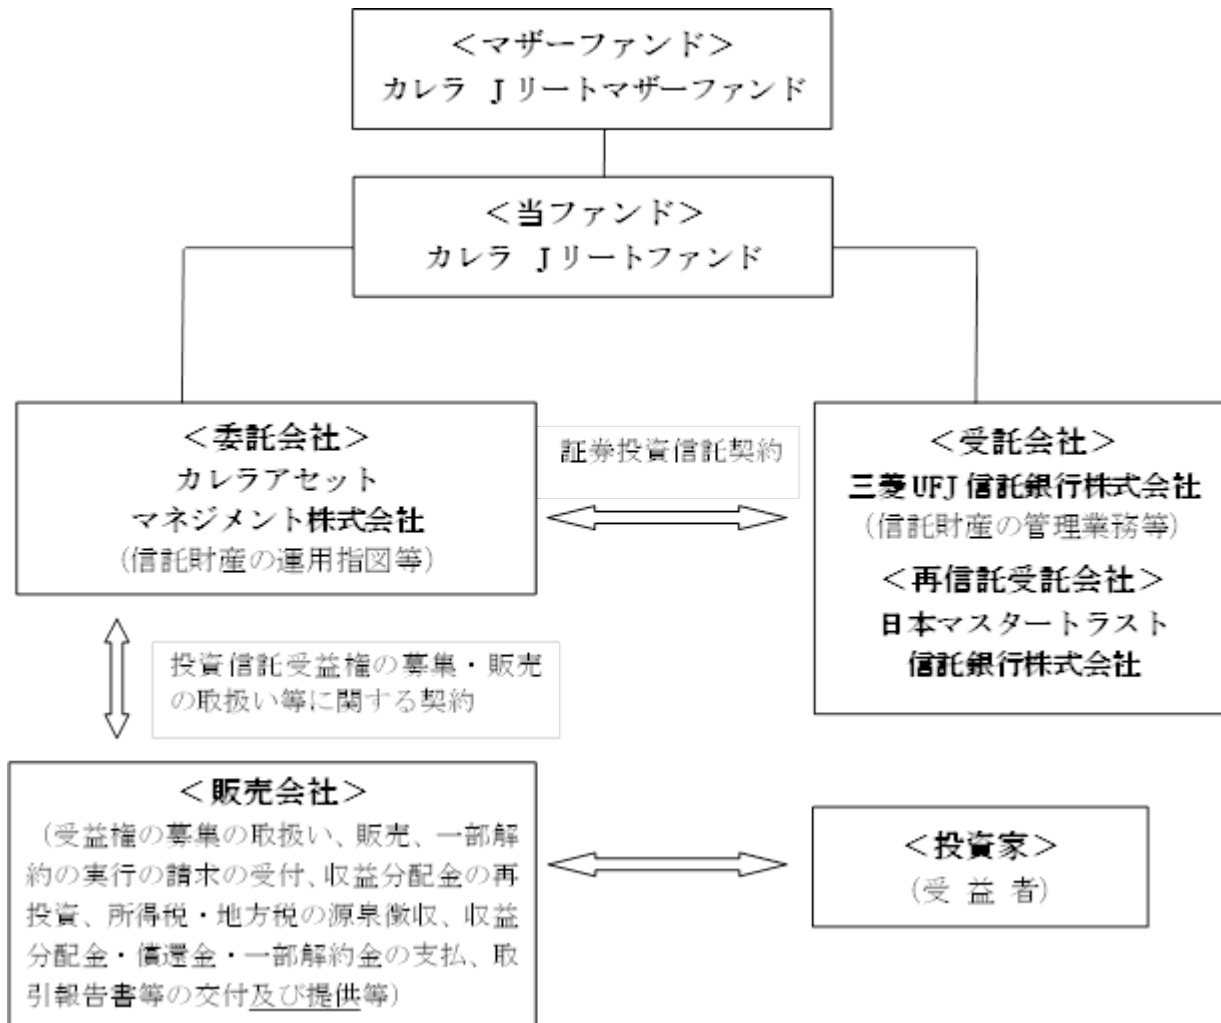 ＜マザーファンド＞
カレラ Ｊリートマザーファンド
＜当ファンド＞
カレラ Ｊリートファンド
＜委託会社＞
カレラアセット
マネジメント株式会社
（信託財産の運用指図等）
証券投資信託契約
＜受託会社＞
三菱UFJ信託銀行株式会社
（信託財産の管理業務等）
＜再信託受託会社＞
日本マスタートラスト
信託銀行株式会社
投資信託受益権の募集・販売
の取扱い等に関する契約
＜販売会社＞
（受益権の募集の取扱い、販売、一部解
約の実行の請求の受付、収益分配金の再
投資、所得税・地方税の源泉徴収、収益
分配金・償還金・一部解約金の支払、取
引報告書等の交付及び提供等）
＜投資家＞
（受 益 者）